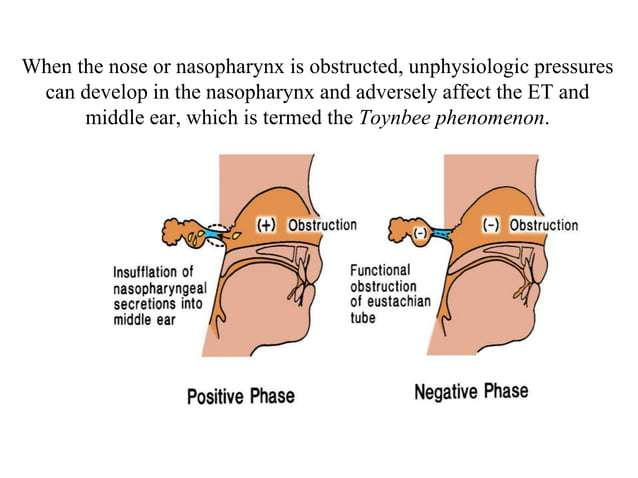 When the nose or nasopharynx is obstructed, unphysiologic pressures
can develop in the nasopharynx and adversely affect the ET and
middle ear, which is termed the Toynbee phenomenon.
(+) Obstruction
Insufflation of
nasopharyngeal
secretions into
middle ear
Positive Phase
(-)
(-) Obstruction
Functional
obstruction
of eustachian
tube
Negative Phase